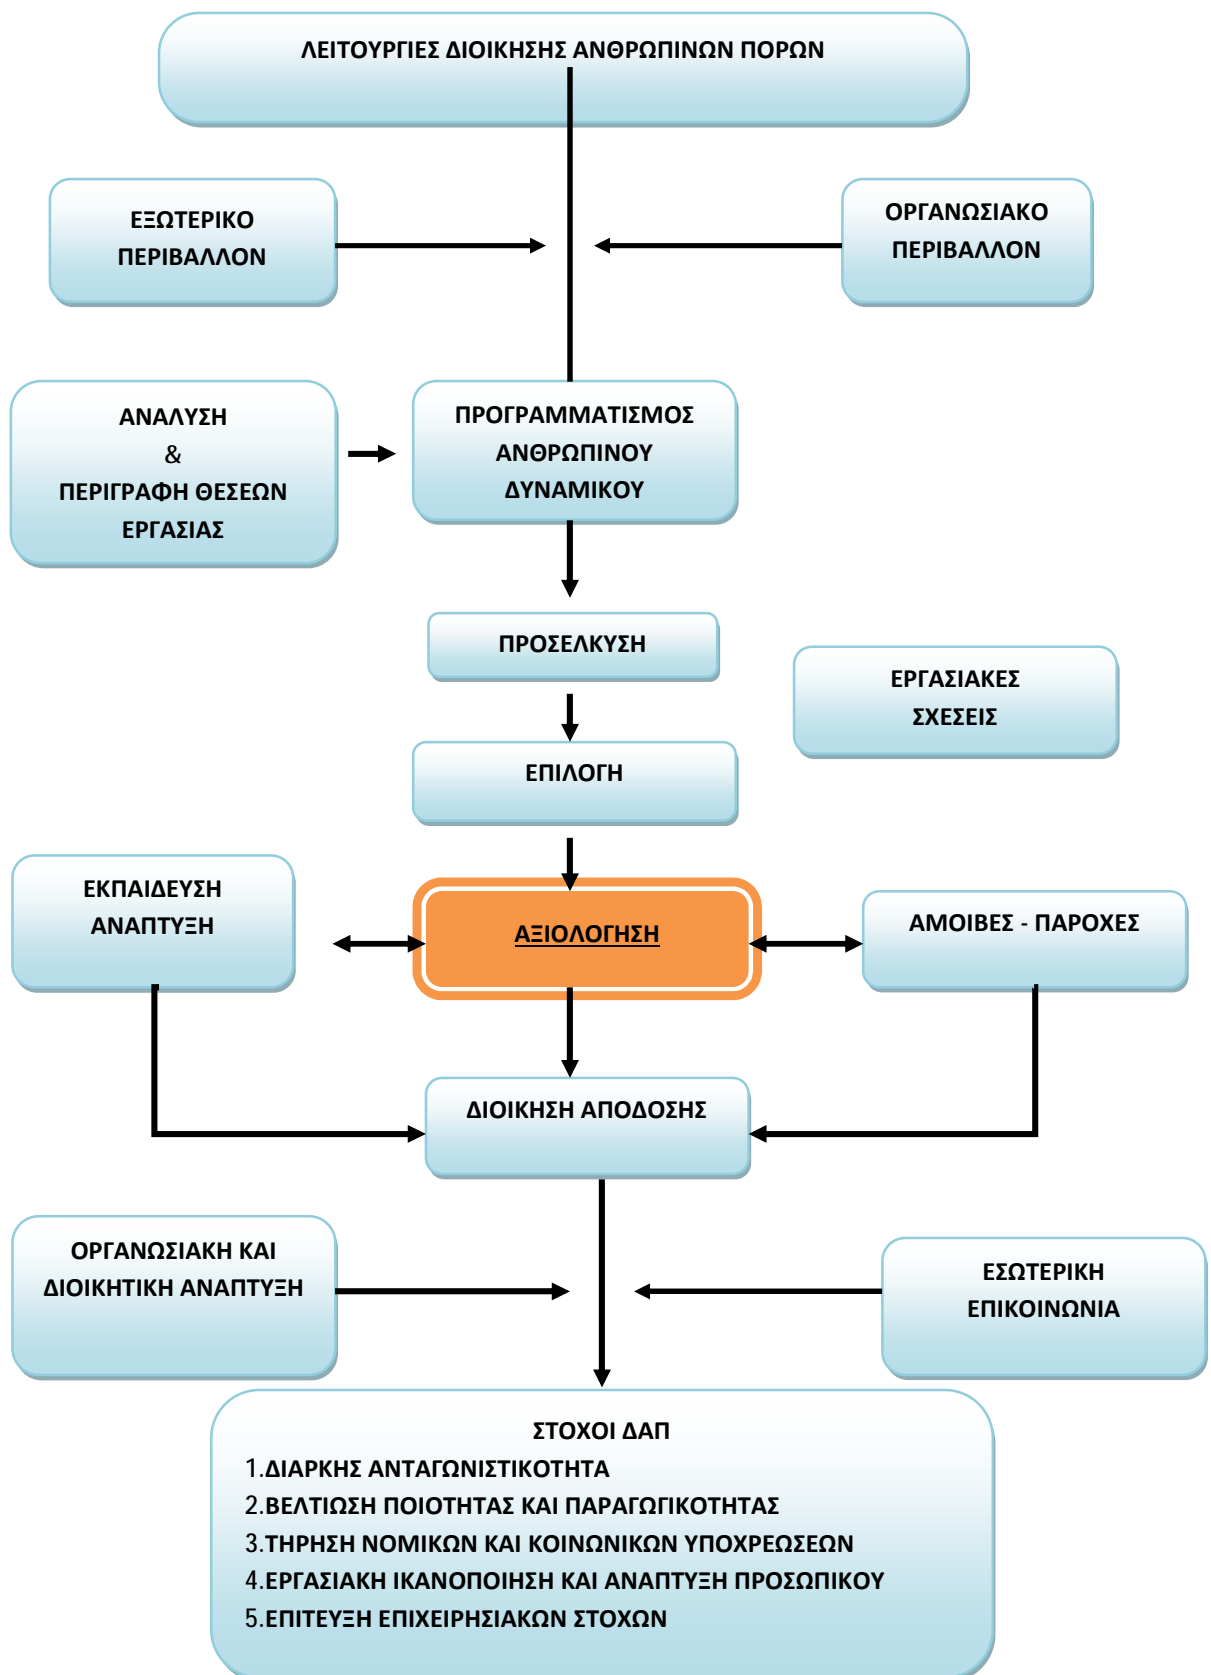 ΛΕΙΤΟΥΡΓΙΕΣ ΔΙΟΙΚΗΣΗΣ ΑΝΘΡΩΠΙΝΩΝ ΠΟΡΩΝ
ΕΞΩΤΕΡΙΚΟ
ΠΕΡΙΒΑΛΛΟΝ
ΟΡΓΑΝΩΣΙΑΚΟ
ΠΕΡΙΒΑΛΛΟΝ
ΑΝΑΛΥΣΗ
&
ΠΕΡΙΓΡΑΦΗ ΘΕΣΕΩΝ
ΕΡΓΑΣΙΑΣ
ΠΡΟΓΡΑΜΜΑΤΙΣΜΟΣ
ΑΝΘΡΩΠΙΝΟΥ
ΔΥΝΑΜΙΚΟΥ
ΠΡΟΣΕΛΚΥΣΗ
ΕΡΓΑΣΙΑΚΕΣ
ΣΧΕΣΕΙΣ
ΕΠΙΛΟΓΗ
ΕΚΠΑΙΔΕΥΣΗ
ΑΝΑΠΤΥΞΗ
ΑΞΙΟΛΟΓΗΣΗ
ΑΜΟΙΒΕΣ - ΠΑΡΟΧΕΣ
ΔΙΟΙΚΗΣΗ ΑΠΟΔΟΣΗΣ
ΟΡΓΑΝΩΣΙΑΚΗ ΚΑΙ
ΔΙΟΙΚΗΤΙΚΗ ΑΝΑΠΤΥΞΗ
ΕΣΩΤΕΡΙΚΗ
ΕΠΙΚΟΙΝΩΝΙΑ
ΣΤΟΧΟΙ ΔΑΠ
1.ΔΙΑΡΚΗΣ ΑΝΤΑΓΩΝΙΣΤΙΚΟΤΗΤΑ
2.ΒΕΛΤΙΩΣΗ ΠΟΙΟΤΗΤΑΣ ΚΑΙ ΠΑΡΑΓΩΓΙΚΟΤΗΤΑΣ
3.ΤΗΡΗΣΗ ΝΟΜΙΚΩΝ ΚΑΙ ΚΟΙΝΩΝΙΚΩΝ ΥΠΟΧΡΕΩΣΕΩΝ
4.ΕΡΓΑΣΙΑΚΗ ΙΚΑΝΟΠΟΙΗΣΗ ΚΑΙ ΑΝΑΠΤΥΞΗ ΠΡΟΣΩΠΙΚΟΥ
5.ΕΠΙΤΕΥΞΗ ΕΠΙΧΕΙΡΗΣΙΑΚΩΝ ΣΤΟΧΩΝ